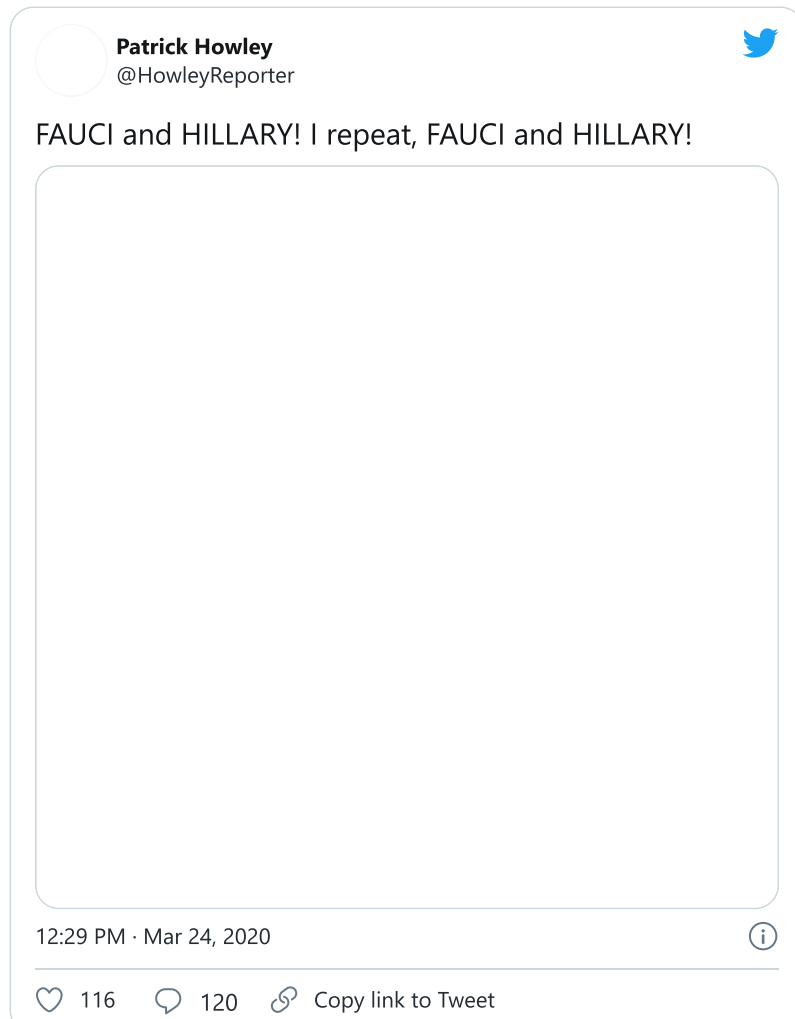 Patrick Howley
@HowleyReporter
FAUCI and HILLARY! I repeat, FAUCI and HILLARY!
12:29 PM · Mar 24, 2020
116 120 Copy link to Tweet